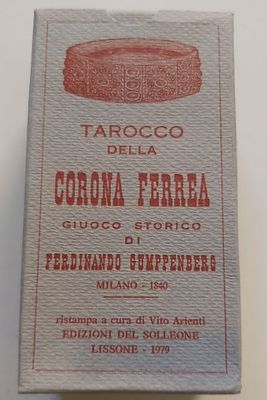 TAROCCO
DELLA
CORONA FERREA
GIUOCO STORICO
DI
FERDINANDO GUMPPENBERG
MILANO - 1840
ristampa a cura di Vito Arienti
EDIZIONI DEL SOLLEONE
LISSONE - 1979